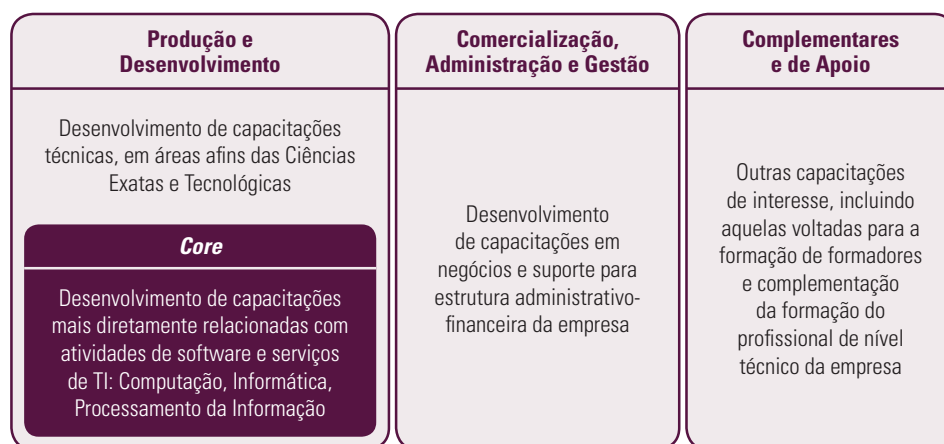 Produção e
Desenvolvimento
Desenvolvimento de capacitações
técnicas, em áreas afins das Ciências
Exatas e Tecnológicas
Core
Desenvolvimento de capacitações
mais diretamente relacionadas com
atividades de software e serviços
de TI: Computação, Informática,
Processamento da Informação
Comercialização,
Administração e Gestão
Desenvolvimento
de capacitações em
negócios e suporte para
estrutura administrativo-
financeira da empresa
Complementares
e de Apoio
Outras capacitações
de interesse, incluindo
aquelas voltadas para a
formação de formadores
e complementação
da formação do
profissional de nível
técnico da empresa